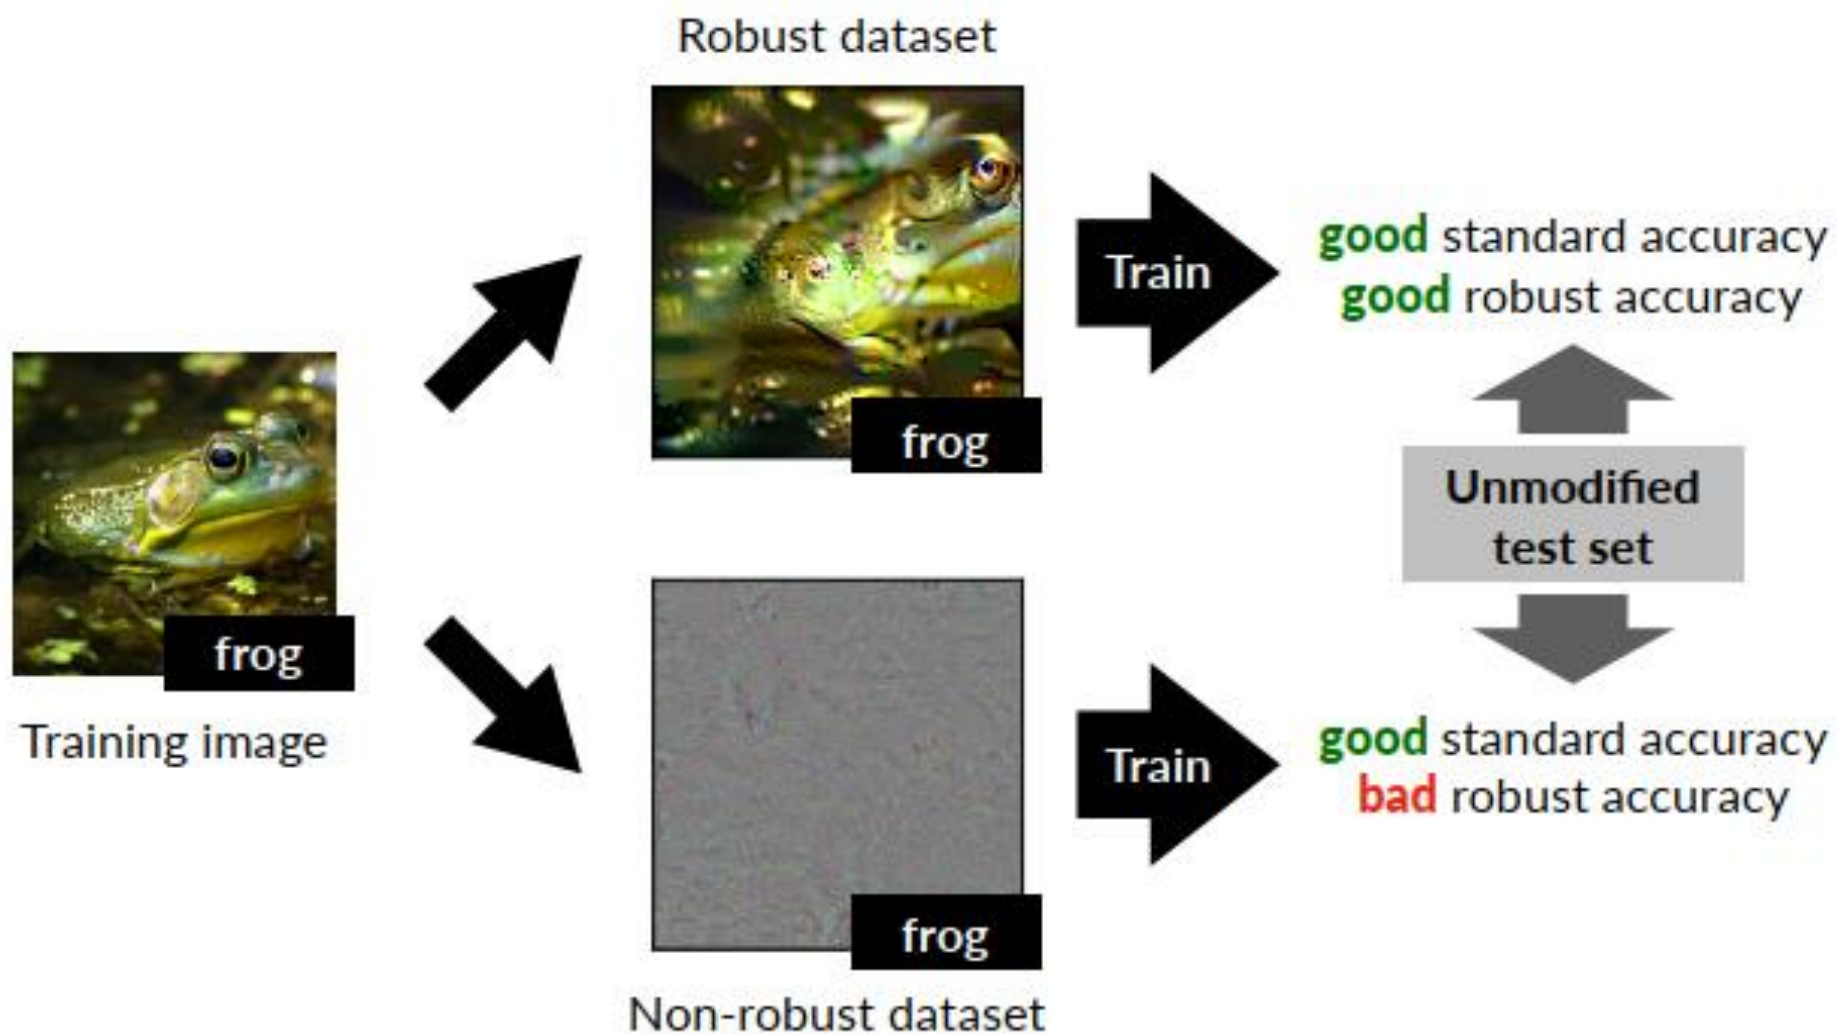 Robust dataset
frog
Train
good standard accuracy
good robust accuracy
frog
Training image
Unmodified
test set
frog
Non-robust dataset
Train
good standard accuracy
bad robust accuracy